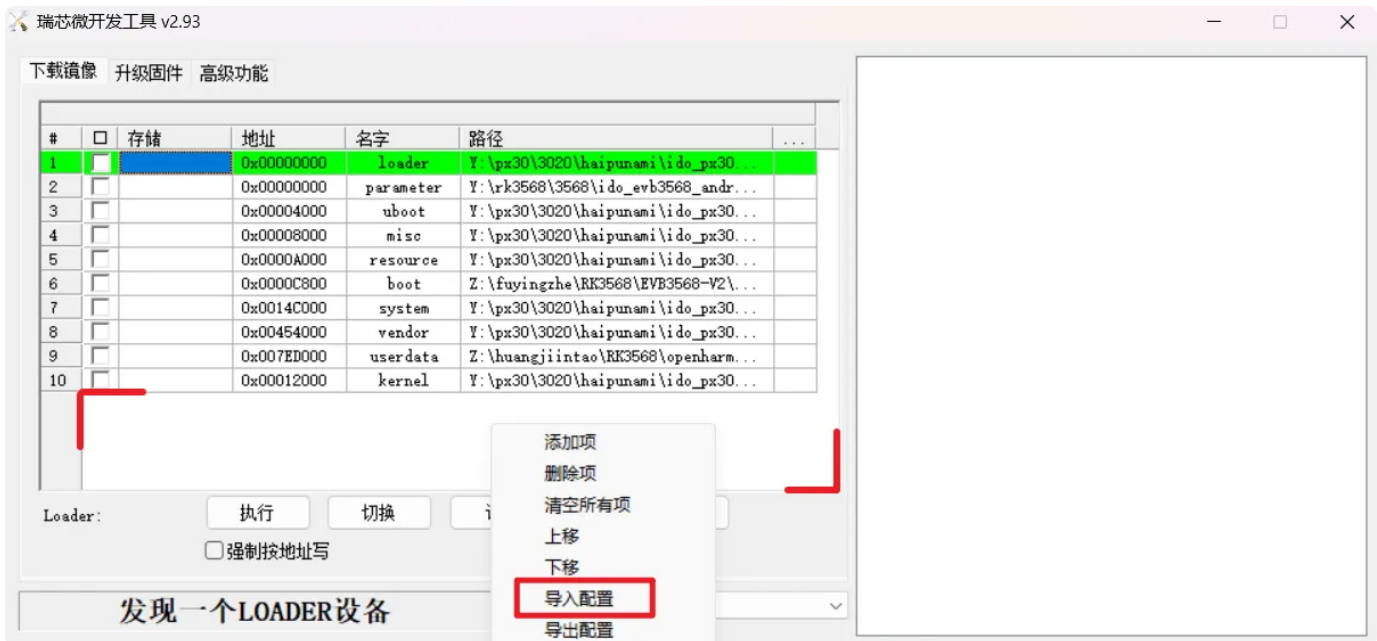 瑞芯微开发工具 v2.93
下载镜像 升级固件 高级功能
# 存储 地址 名字 路径 ...
1 0x00000000 loader Y:\px30\3020\haipunami\ido_px30...
2 0x00000000 parameter Y:\rk3568\3568\ido_evb3568_andr...
3 0x00004000 uboot Y:\px30\3020\haipunami\ido_px30...
4 0x00008000 misc Y:\px30\3020\haipunami\ido_px30...
5 0x0000A000 resource Y:\px30\3020\haipunami\ido_px30...
6 0x0000C800 boot Z:\fuyingzhe\RK3568\EVB3568-V2\...
7 0x0014C000 system Y:\px30\3020\haipunami\ido_px30...
8 0x00454000 vendor Y:\px30\3020\haipunami\ido_px30...
9 0x007ED000 userdata Z:\huangjiintao\RK3568\openharm...
10 0x00012000 kernel Y:\px30\3020\haipunami\ido_px30...
添加项
删除项
清空所有项
上移
下移
导入配置
导出配置
Loader: 执行 切换
强制按地址写
发现一个LOADER设备